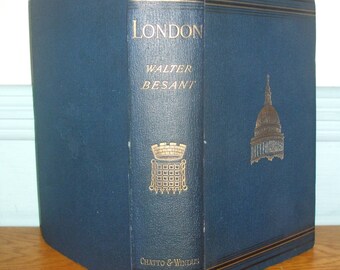 LONDON
WALTER
BESANT
CHATTO & WINDUS